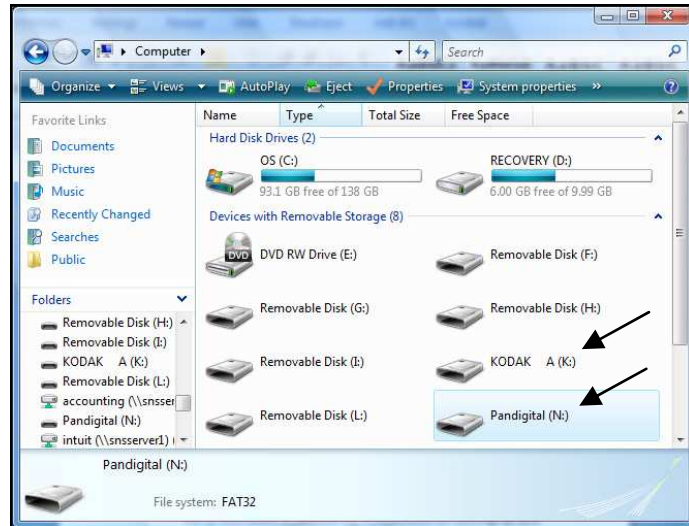 Computer
Search
Organize Views AutoPlay Eject Properties System properties »
Favorite Links
Documents
Pictures
Music
Recently Changed
Searches
Public
Folders
Removable Disk (H:)
Removable Disk (I:)
KODAK A (K:)
Removable Disk (L:)
accounting (\\snsser
Pandigital (N:)
intuit (\\snsserver1) (
Name Type Total Size Free Space
Hard Disk Drives (2)
OS (C:)
93.1 GB free of 138 GB
RECOVERY (D:)
6.00 GB free of 9.99 GB
Devices with Removable Storage (8)
DVD
DVD RW Drive (E:)
Removable Disk (F:)
Removable Disk (G:)
Removable Disk (H:)
Removable Disk (I:)
KODAK A (K:)
Removable Disk (L:)
Pandigital (N:)
Pandigital (N:)
File system: FAT32